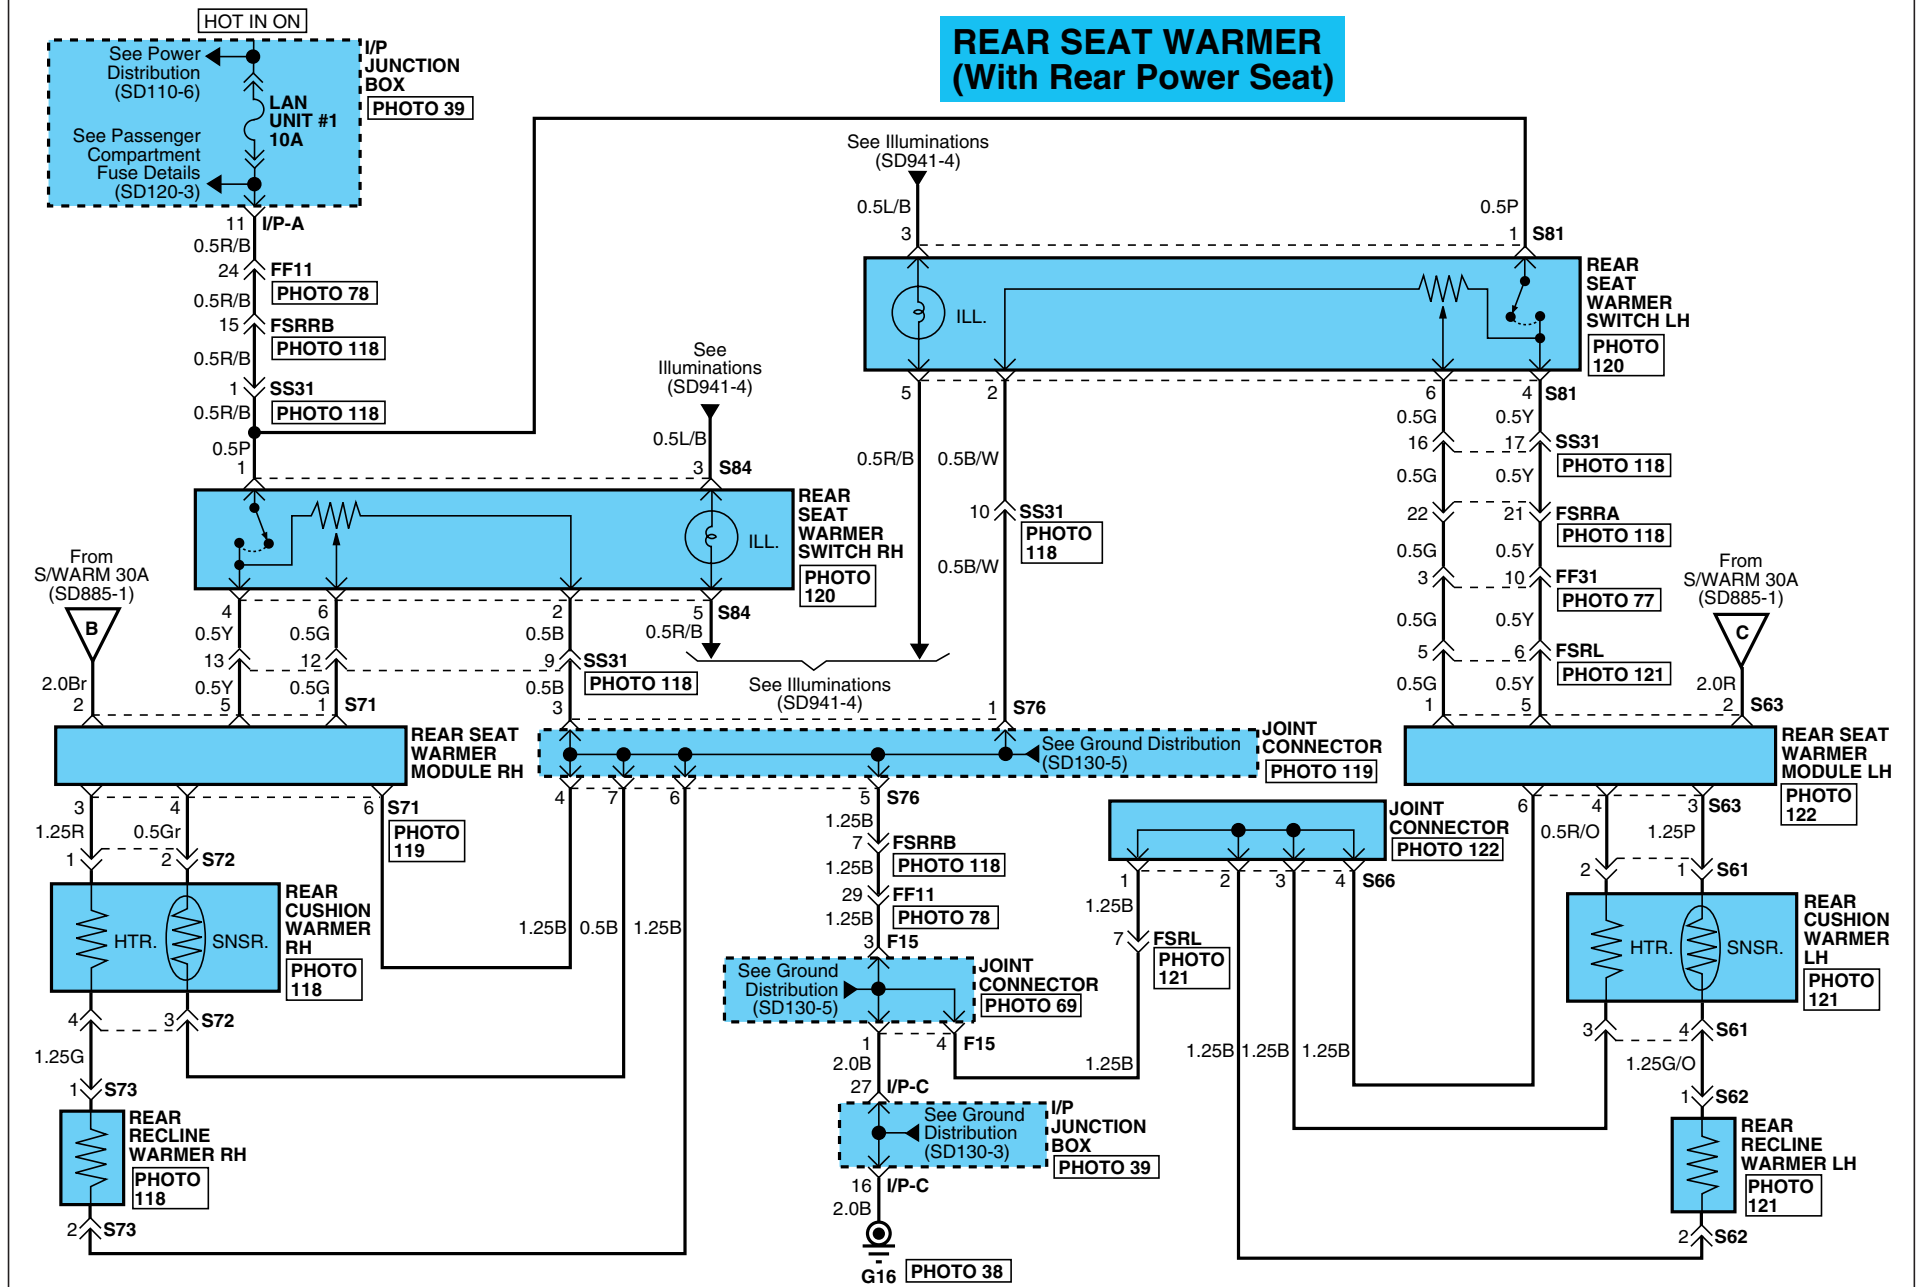 HOT IN ON
REAR SEAT WARMER
(With Rear Power Seat)
See Power
Distribution
(SD110-6)
LAN
UNIT #1
10A
See Passenger
Compartment
Fuse Details
(SD120-3)
I/P
JUNCTION
BOX
PHOTO 39
11 I/P-A
0.5R/B
24 FF11
PHOTO 78
0.5R/B
15 FSRRB
PHOTO 118
0.5R/B
1 SS31
PHOTO 118
0.5R/B
0.5P
1
See
Illuminations
(SD941-4)
0.5L/B
3 S84
REAR
SEAT
WARMER
SWITCH RH
PHOTO
120
ILL.
4 6 2 5 S84
0.5Y 0.5G 0.5B 0.5R/B
13 12 9 SS31
PHOTO 118
0.5Y 0.5G 0.5B
5 1 S71 3
See Illuminations
(SD941-4)
From
S/WARM 30A
(SD885-1)
B
2.0Br
2
See Illuminations
(SD941-4)
0.5L/B
3
0.5P
1 S81
ILL.
REAR
SEAT
WARMER
SWITCH LH
PHOTO
120
5 2 6 4 S81
0.5G 0.5Y
16 17 SS31
PHOTO 118
0.5R/B 0.5B/W
0.5G 0.5Y
10 SS31
PHOTO
118
22 21 FSRRA
PHOTO 118
0.5B/W
0.5G 0.5Y
3 10 FF31
PHOTO 77
0.5G 0.5Y
5 6 FSRL
PHOTO 121
0.5G 0.5Y
1 5
From
S/WARM 30A
(SD885-1)
C
2.0R
2 S63
1 S76
REAR SEAT
WARMER
MODULE RH
See Ground Distribution
(SD130-5)
JOINT
CONNECTOR
PHOTO 119
REAR SEAT
WARMER
MODULE LH
PHOTO
122
3 4 6 S71
PHOTO
119
1.25R 0.5Gr
1 2 S72
REAR
CUSHION
WARMER
RH
PHOTO
118
HTR. SNSR.
4 3 S72
1.25G
1 S73
REAR
RECLINE
WARMER RH
PHOTO
118
2 S73
4 7 6 5 S76
1.25B 0.5B 1.25B
1.25B
7 FSRRB
PHOTO 118
1.25B
29 FF11
PHOTO 78
1.25B
3 F15
See Ground
Distribution
(SD130-5)
JOINT
CONNECTOR
PHOTO 69
1 4 F15
2.0B
27 I/P-C
See Ground
Distribution
(SD130-3)
I/P
JUNCTION
BOX
PHOTO 39
16 I/P-C
2.0B
G16 PHOTO 38
JOINT
CONNECTOR
PHOTO 122
1 2 3 4 S66
1.25B
7 FSRL
PHOTO
121
1.25B 1.25B 1.25B 1.25B
6 4 3 S63
0.5R/O 1.25P
2 1 S61
REAR
CUSHION
WARMER
LH
PHOTO
121
HTR. SNSR.
3 4 S61
1.25G/O
1 S62
REAR
RECLINE
WARMER LH
PHOTO
121
2 S62